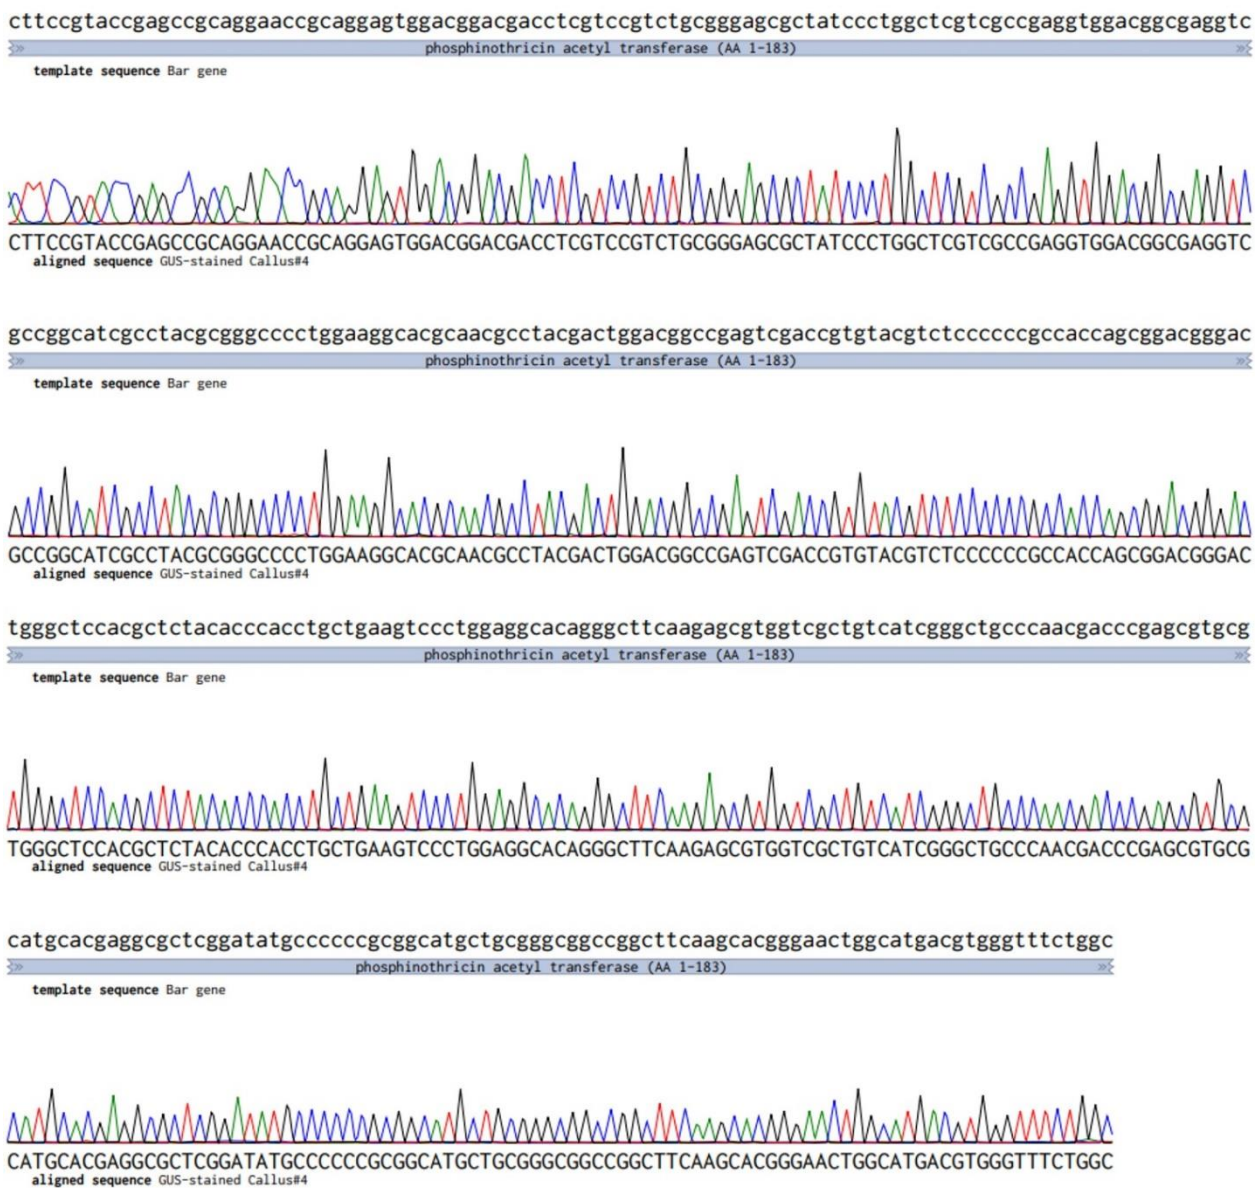 cttccgtaccgagccgcaggaaccgcaggagtggacggacgacctcgtccgtctgcgggagcgctatccctggctcgtcgccgaggtggacggcgaggtc
phosphinothricin acetyl transferase (AA 1-183)
template sequence Bar gene
CTTCCGTACCGAGCCGCAGGAACCGCAGGAGTGGACGGACGACCTCGTCCGTCTGCGGGAGCGCTATCCCTGGCTCGTCGCCGAGGTGGACGGCGAGGTC
aligned sequence GUS-stained Callus#4
gccggcatcgcctacgcgggcccctggaaggcacgcaacgcctacgactggacggccgagtcgaccgtgtacgtctcccccccgccaccagcggacgggac
phosphinothricin acetyl transferase (AA 1-183)
template sequence Bar gene
GCCGGCATCGCCTACGCGGGCCCCTGGAAGGCACGCAACGCCTACGACTGGACGGCCGAGTCGACCGTGTACGTCTCCCCCCCGCCACCAGCGGACGGGAC
aligned sequence GUS-stained Callus#4
tgggctccacgctctacacccacctgctgaagtccctggaggcacagggcttcaagagcgtggtcgctgtcatcgggctgcccaacgacccgagcgtgcg
phosphinothricin acetyl transferase (AA 1-183)
template sequence Bar gene
TGGGCTCCACGCTCTACACCCACCTGCTGAAGTCCCTGGAGGCACAGGGCTTCAAGAGCGTGGTCGCTGTCATCGGGCTGCCCAACGACCCGAGCGTGCG
aligned sequence GUS-stained Callus#4
catgcacgaggcgctcggatatgccccccgcggcatgctgcgggcggccggcttcaagcacgggaactggcatgacgtgggtttctggc
phosphinothricin acetyl transferase (AA 1-183)
template sequence Bar gene
CATGCACGAGGCGCTCGGATATGCCCCCCGCGGCATGCTGCGGGCGGCCGGCTTCAAGCACGGGAACTGGCATGACGTGGGTTTCTGGC
aligned sequence GUS-stained Callus#4